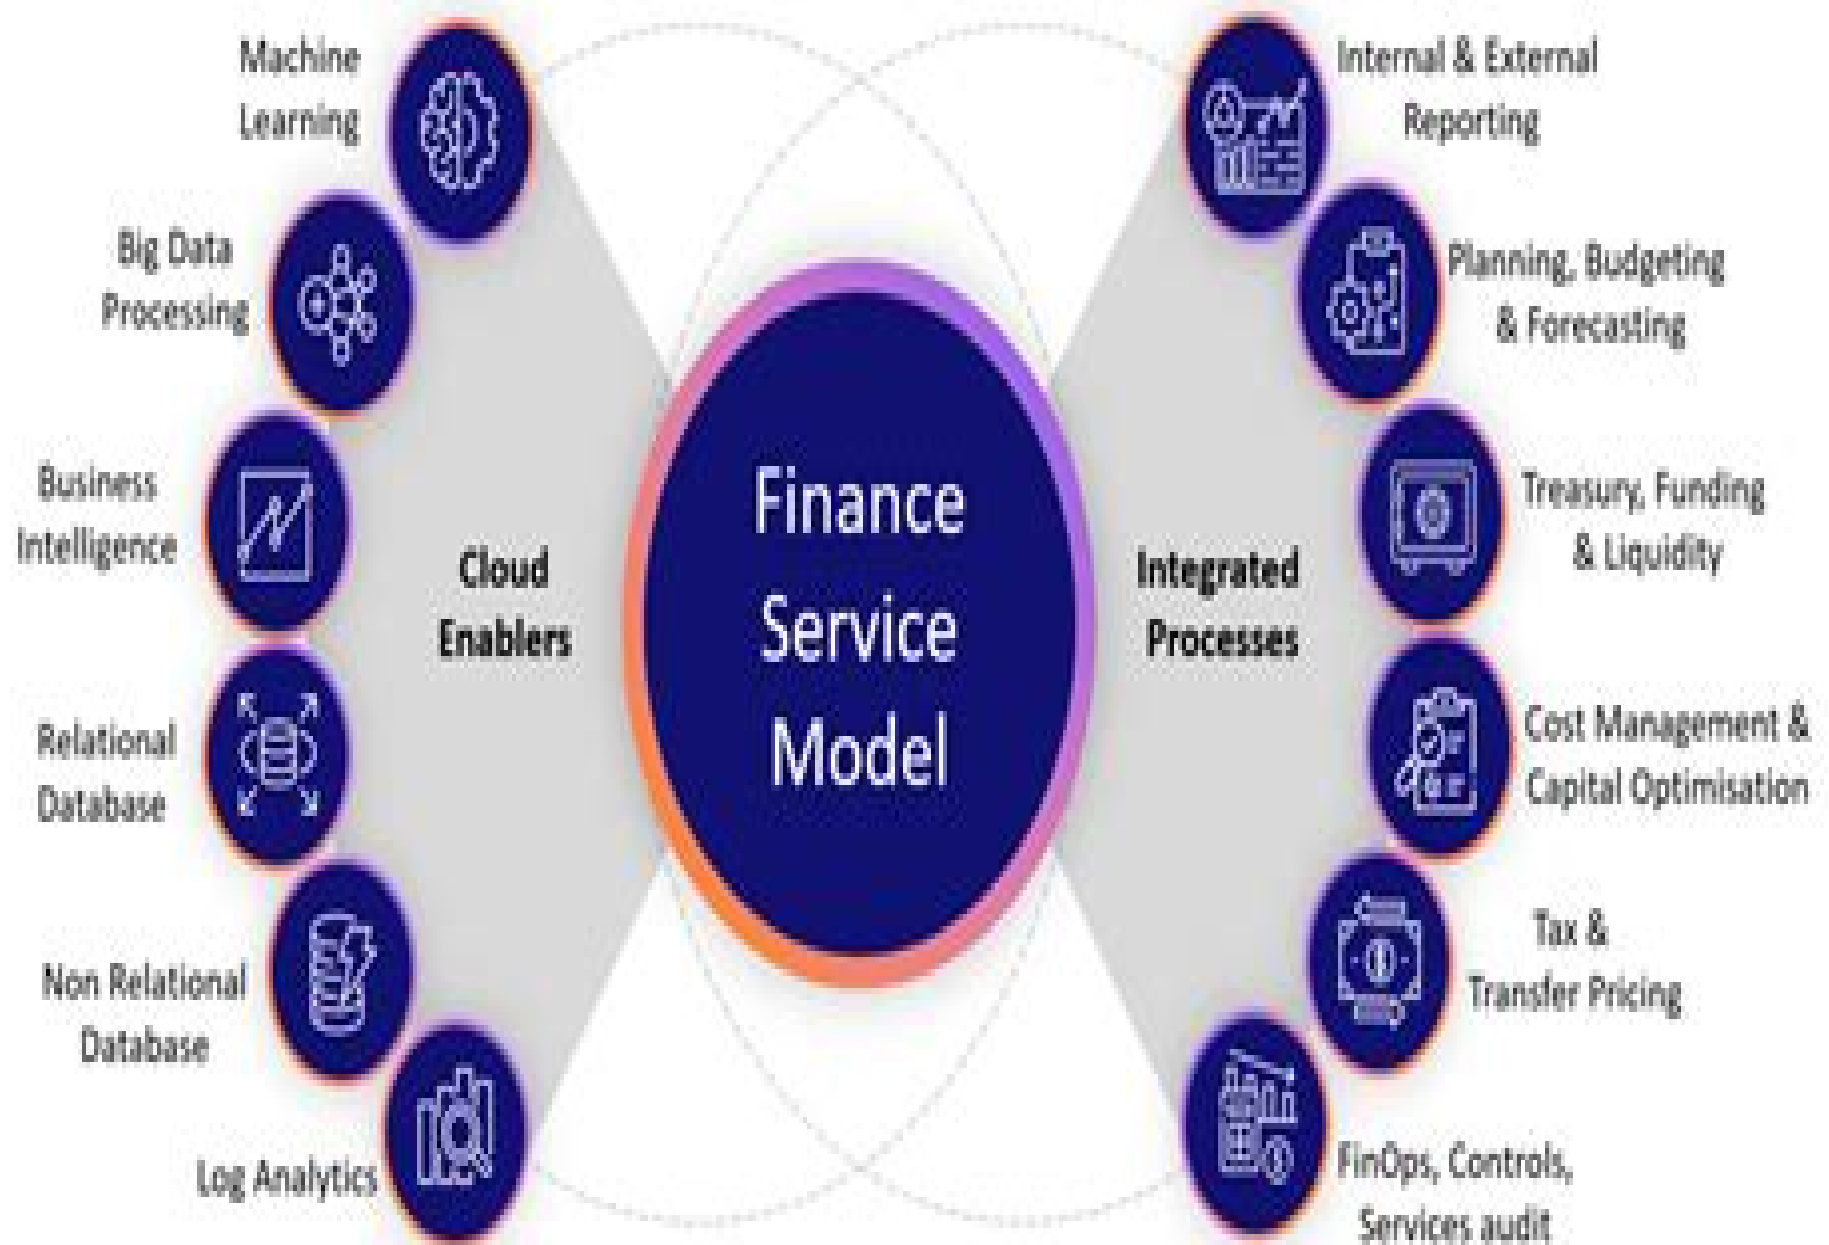 Machine
Learning
Big Data
Processing
Business
Intelligence
Relational
Database
Non Relational
Database
Log Analytics
Cloud
Enablers
Finance
Service
Model
Integrated
Processes
Internal & External
Reporting
Planning, Budgeting
& Forecasting
Treasury, Funding
& Liquidity
Cost Management &
Capital Optimisation
Tax &
Transfer Pricing
FinOps, Controls,
Services audit